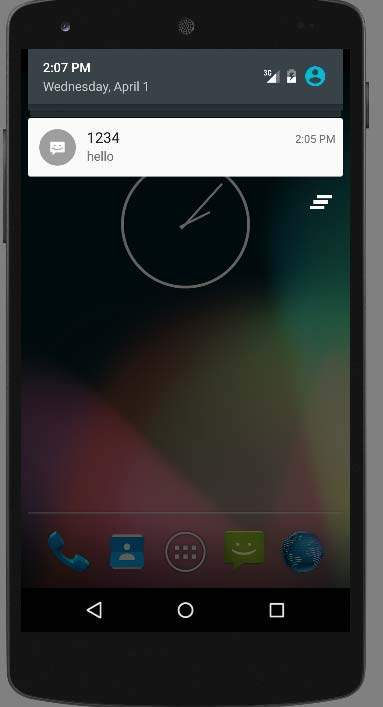 2:07 PM
Wednesday, April 1
3G
1234
2:05 PM
hello